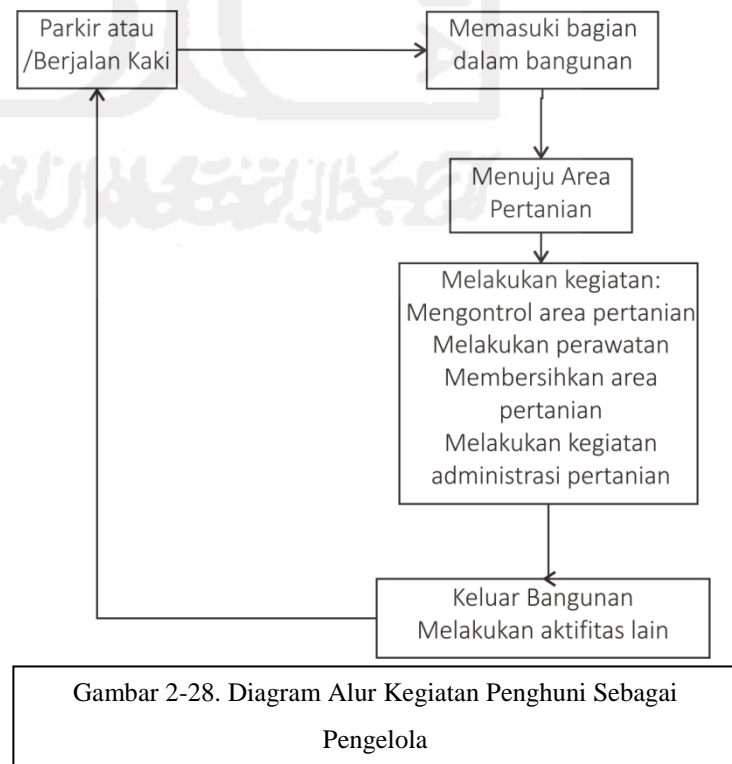 Parkir atau
/Berjalan Kaki
Memasuki bagian
dalam bangunan
Menuju Area
Pertanian
Melakukan kegiatan:
Mengontrol area pertanian
Melakukan perawatan
Membersihkan area
pertanian
Melakukan kegiatan
administrasi pertanian
Keluar Bangunan
Melakukan aktifitas lain
Gambar 2-28. Diagram Alur Kegiatan Penghuni Sebagai
Pengelola